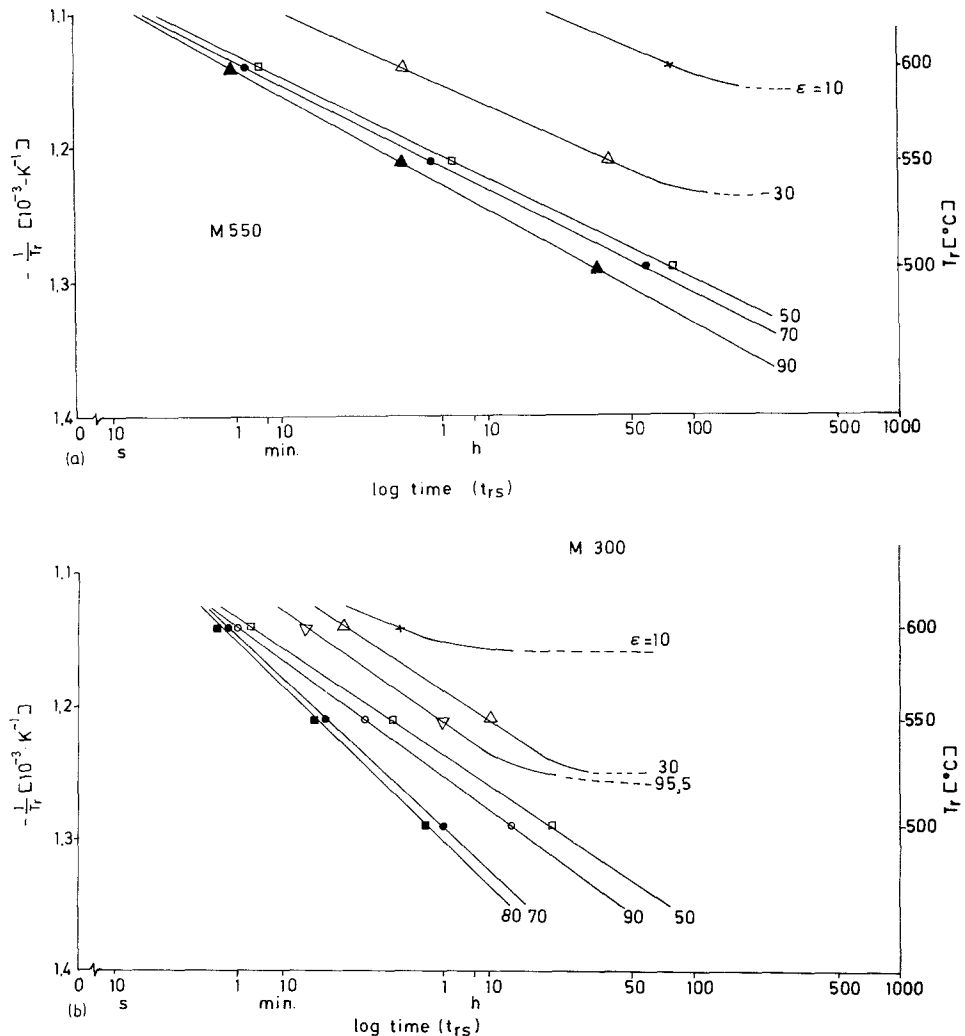 1,1
600
ε=10
1,2
550
30
- 1/Tr [10⁻³-K⁻¹]
Tr [°C]
M 550
500
1,3
50
70
90
1,4
0 10 1 10 1 10 50 100 500 1000
(a) s min. h
log time (trs)
M 300
1,1
600
ε=10
1,2
550
- 1/Tr [10⁻³·K⁻¹]
Tr [°C]
30
95,5
500
1,3
80 70 90 50
1,4
0 10 1 10 1 10 50 100 500 1000
(b) s min. h
log time (trs)